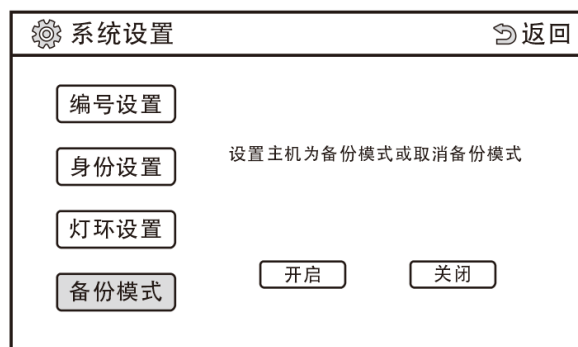 系统设置
返回
编号设置
身份设置
灯环设置
备份模式
设置主机为备份模式或取消备份模式
开启
关闭